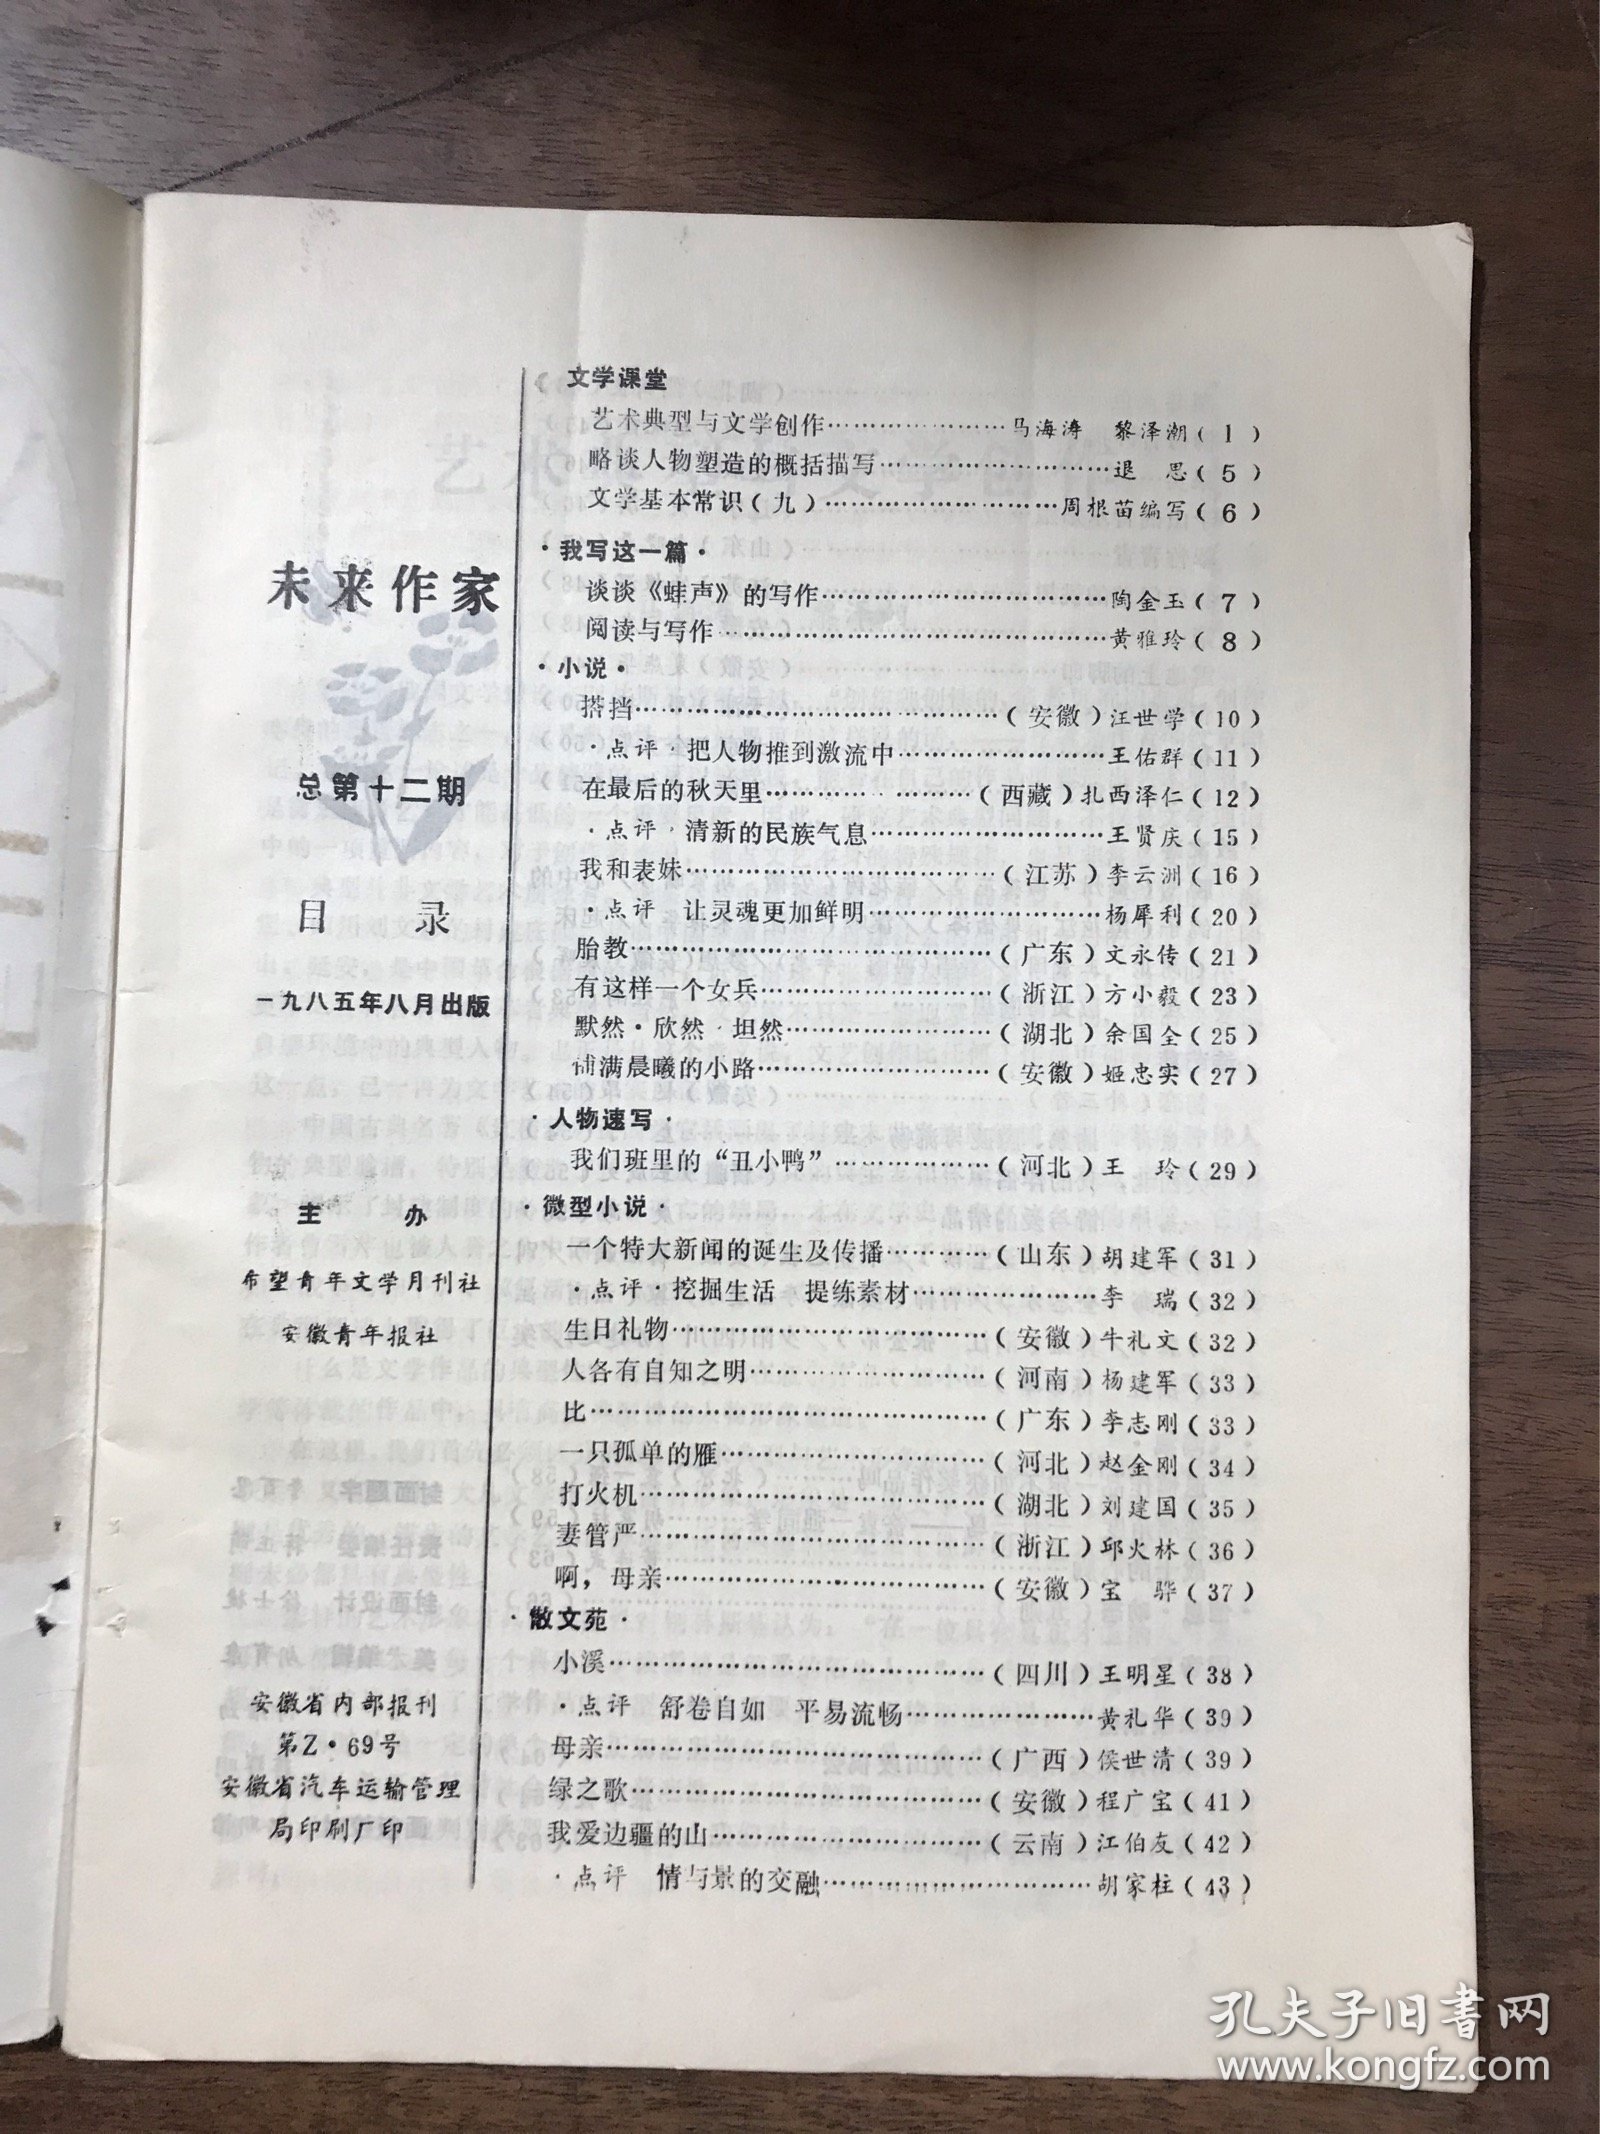 未来作家
总第十二期
目 录
一九八五年八月出版
主 办
希望青年文学月刊社
安徽青年报社
安徽省内部报刊
第Z·69号
安徽省汽车运输管理
局印刷厂印
文学课堂
艺术典型与文学创作…………………马海涛 黎泽潮(1)
略谈人物塑造的概括描写………………………退 思(5)
文学基本常识(九)………………………周根苗编写(6)
·我写这一篇·
谈谈《蛙声》的写作……………………………陶金玉(7)
阅读与写作………………………………………黄雅玲(8)
·小说·
搭挡……………………………………(安徽)汪世学(10)
·点评·把人物推到激流中……………………王佑群(11)
在最后的秋天里……………………(西藏)扎西泽仁(12)
·点评·清新的民族气息………………………王贤庆(15)
我和表妹………………………………(江苏)李云洲(16)
·点评 让灵魂更加鲜明………………………杨犀利(20)
胎教……………………………………(广东)文永传(21)
有这样一个女兵………………………(浙江)方小毅(23)
默然·欣然·坦然……………………(湖北)余国全(25)
铺满晨曦的小路………………………(安徽)姬忠实(27)
·人物速写·
我们班里的“丑小鸭”………………(河北)王 玲(29)
·微型小说·
一个特大新闻的诞生及传播…………(山东)胡建军(31)
·点评·挖掘生活 提练素材…………………李 瑞(32)
生日礼物………………………………(安徽)牛礼文(32)
人各有自知之明………………………(河南)杨建军(33)
比………………………………………(广东)李志刚(33)
一只孤单的雁…………………………(河北)赵金刚(34)
打火机…………………………………(湖北)刘建国(35)
妻管严…………………………………(浙江)邱火林(36)
啊，母亲………………………………(安徽)宝 骅(37)
·散文苑·
小溪……………………………………(四川)王明星(38)
·点评 舒卷自如 平易流畅…………………黄礼华(39)
母亲……………………………………(广西)侯世清(39)
绿之歌…………………………………(安徽)程广宝(41)
我爱边疆的山…………………………(云南)江伯友(42)
·点评 情与景的交融…………………………胡家柱(43)
孔夫子旧书网
www.kongfz.com